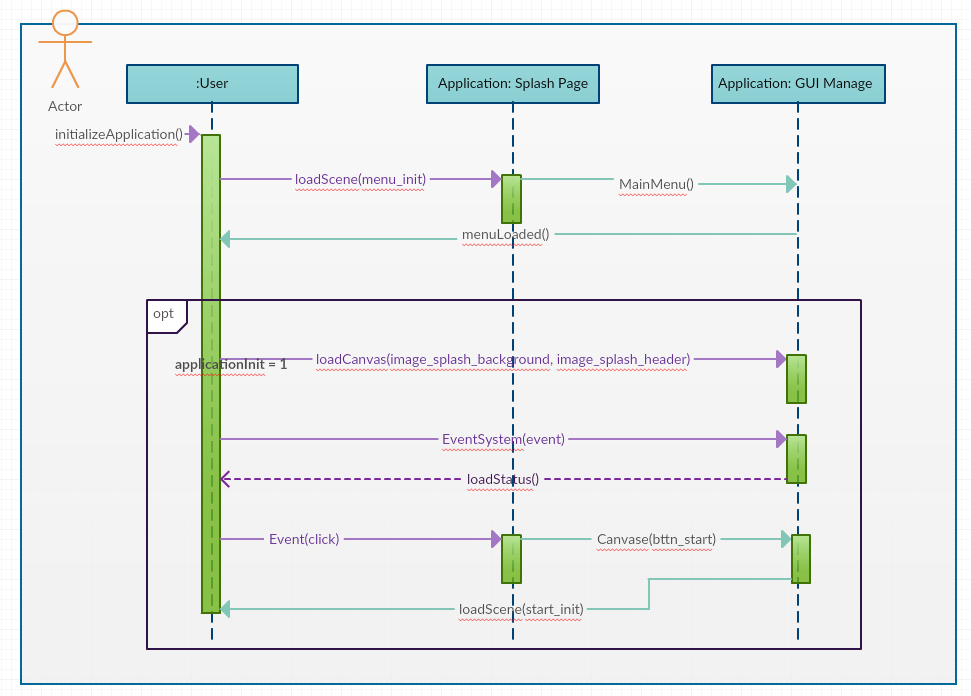 :User
Application: Splash Page
Application: GUI Manage
Actor
initializeApplication()
loadScene(menu_init)
MainMenu()
menuLoaded()
opt
applicationInit = 1
loadCanvas(image_splash_background, image_splash_header)
EventSystem(event)
loadStatus()
Event(click)
Canvase(bttn_start)
loadScene(start_init)